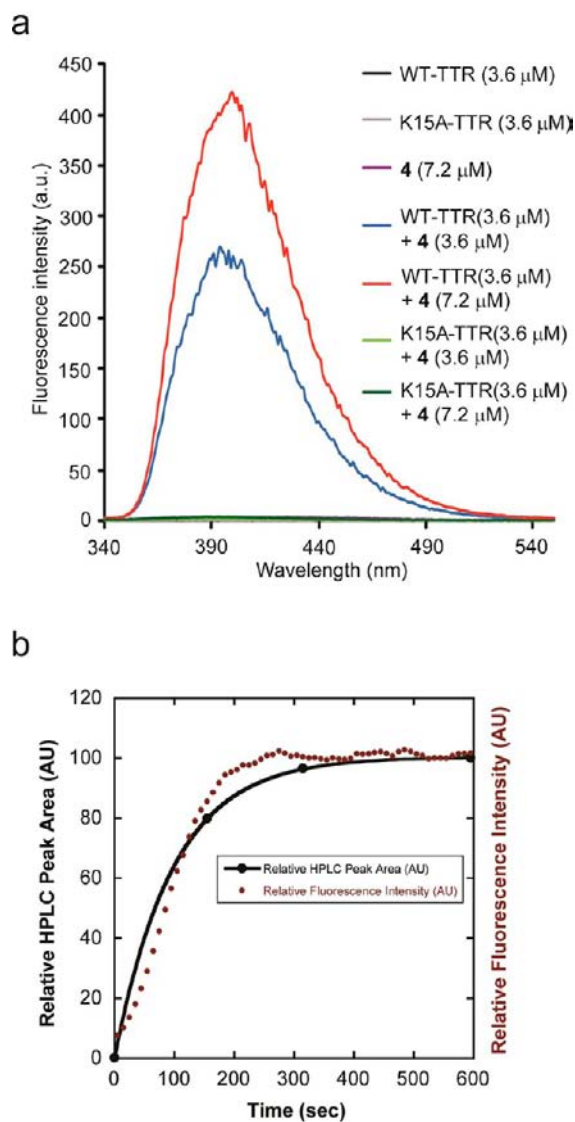 a
450
400
350
300
250
200
150
100
50
0
Fluorescence intensity (a.u.)
340
390
440
490
540
Wavelength (nm)
WT-TTR (3.6 μM)
K15A-TTR (3.6 μM)
4 (7.2 μM)
WT-TTR(3.6 μM)
+ 4 (3.6 μM)
WT-TTR(3.6 μM)
+ 4 (7.2 μM)
K15A-TTR(3.6 μM)
+ 4 (3.6 μM)
K15A-TTR(3.6 μM)
+ 4 (7.2 μM)
b
120
100
80
60
40
20
0
Relative HPLC Peak Area (AU)
Relative Fluorescence Intensity (AU)
Relative HPLC Peak Area (AU)
Relative Fluorescence Intensity (AU)
0
100
200
300
400
500
600
Time (sec)